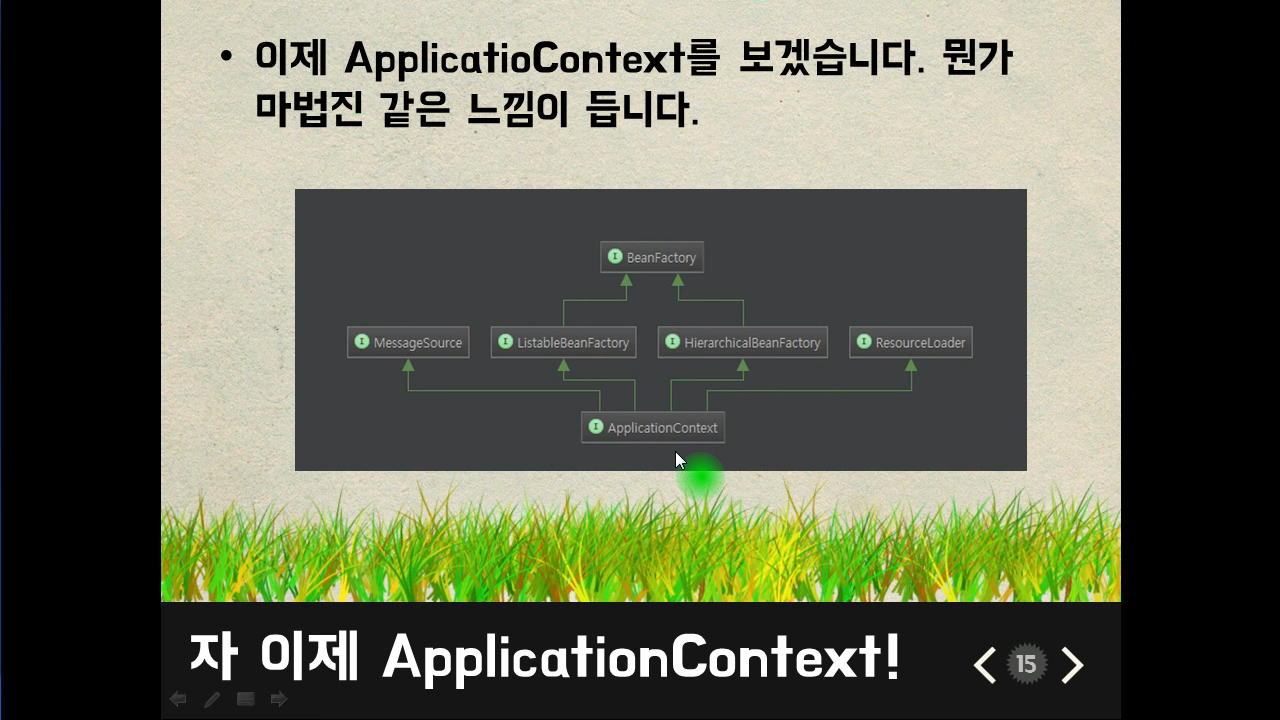 • 이제 ApplicatioContext를 보겠습니다. 뭔가
마법진 같은 느낌이 듭니다.
I BeanFactory
I MessageSource I ListableBeanFactory I HierarchicalBeanFactory I ResourceLoader
I ApplicationContext
자 이제 ApplicationContext!
15